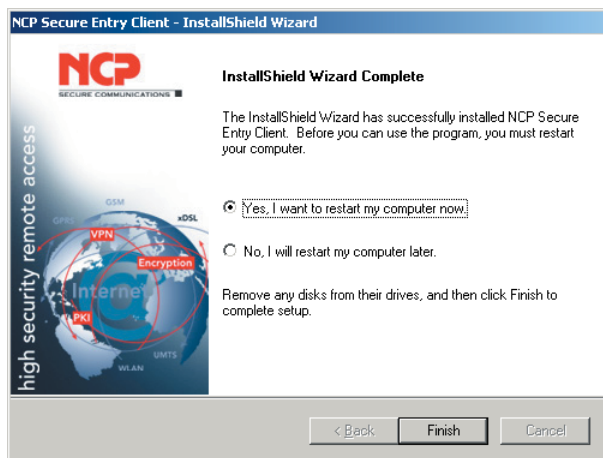 NCP Secure Entry Client - InstallShield Wizard
NCP
SECURE COMMUNICATIONS
high security remote access
GSM
GPRS
xDSL
VPN
Encryption
Internet
PKI
UMTS
WLAN
InstallShield Wizard Complete
The InstallShield Wizard has successfully installed NCP Secure
Entry Client. Before you can use the program, you must restart
your computer.
Yes, I want to restart my computer now.
No, I will restart my computer later.
Remove any disks from their drives, and then click Finish to
complete setup.
< Back
Finish
Cancel